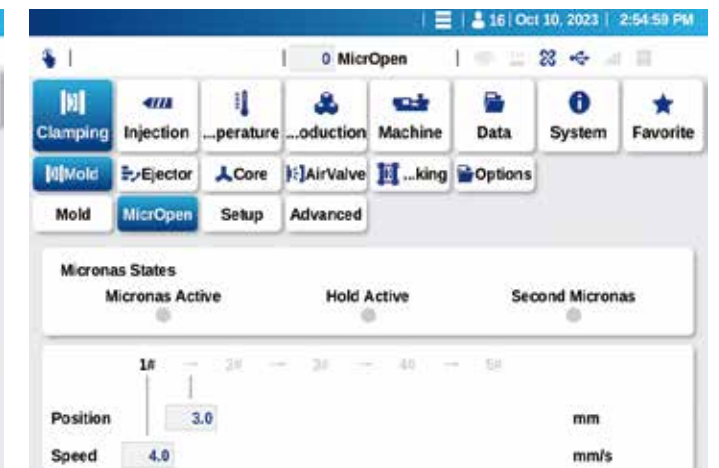 16 | Oct 10, 2023 | 2:54:59 PM
0 MicrOpen
Clamping Injection ...perature ...oduction Machine Data System Favorite
Mold Ejector Core AirValve ...king Options
Mold MicrOpen Setup Advanced
Micronas States
Micronas Active Hold Active Second Micronas
1# 2# 3# 4# 5#
Position 3.0 mm
Speed 4.0 mm/s